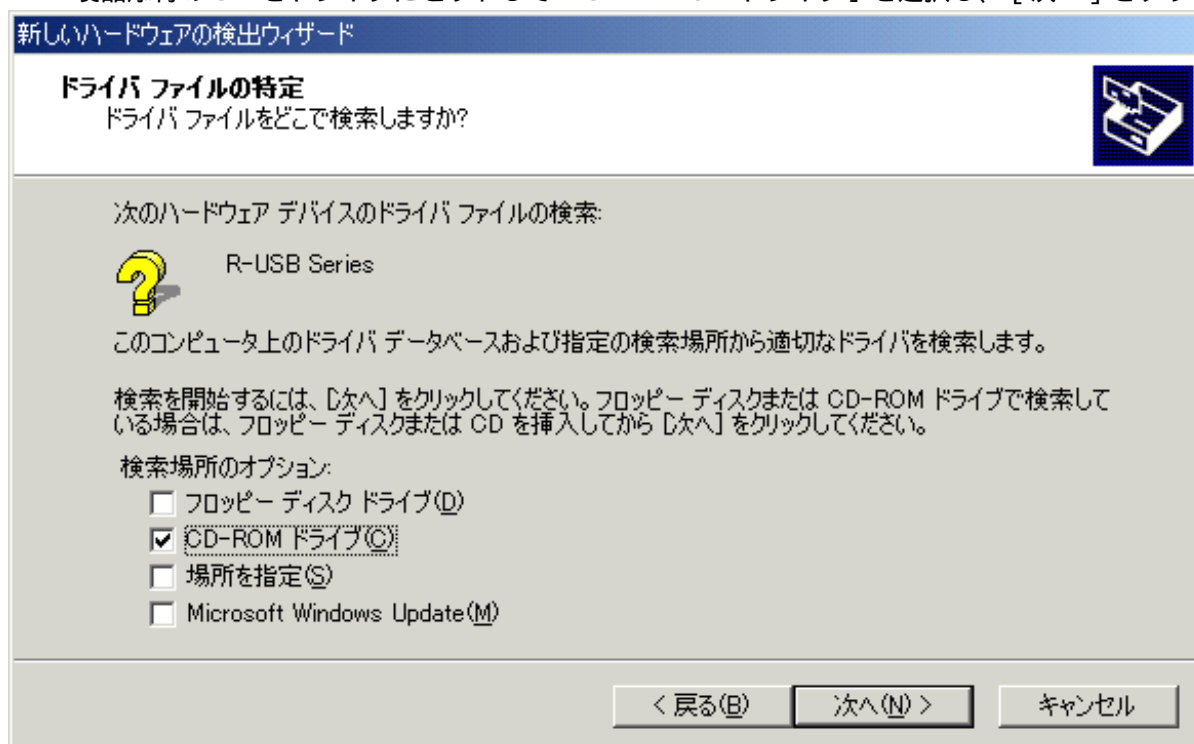 新しいハードウェアの検出ウィザード
ドライバ ファイルの特定
ドライバ ファイルをどこで検索しますか?
次のハードウェア デバイスのドライバ ファイルの検索:
R-USB Series
このコンピュータ上のドライバ データベースおよび指定の検索場所から適切なドライバを検索します。
検索を開始するには、[次へ] をクリックしてください。フロッピー ディスクまたは CD-ROM ドライブで検索して
いる場合は、フロッピー ディスクまたは CD を挿入してから [次へ] をクリックしてください。
検索場所のオプション:
フロッピー ディスク ドライブ(D)
CD-ROM ドライブ(C)
場所を指定(S)
Microsoft Windows Update(M)
< 戻る(B) 次へ(N) > キャンセル